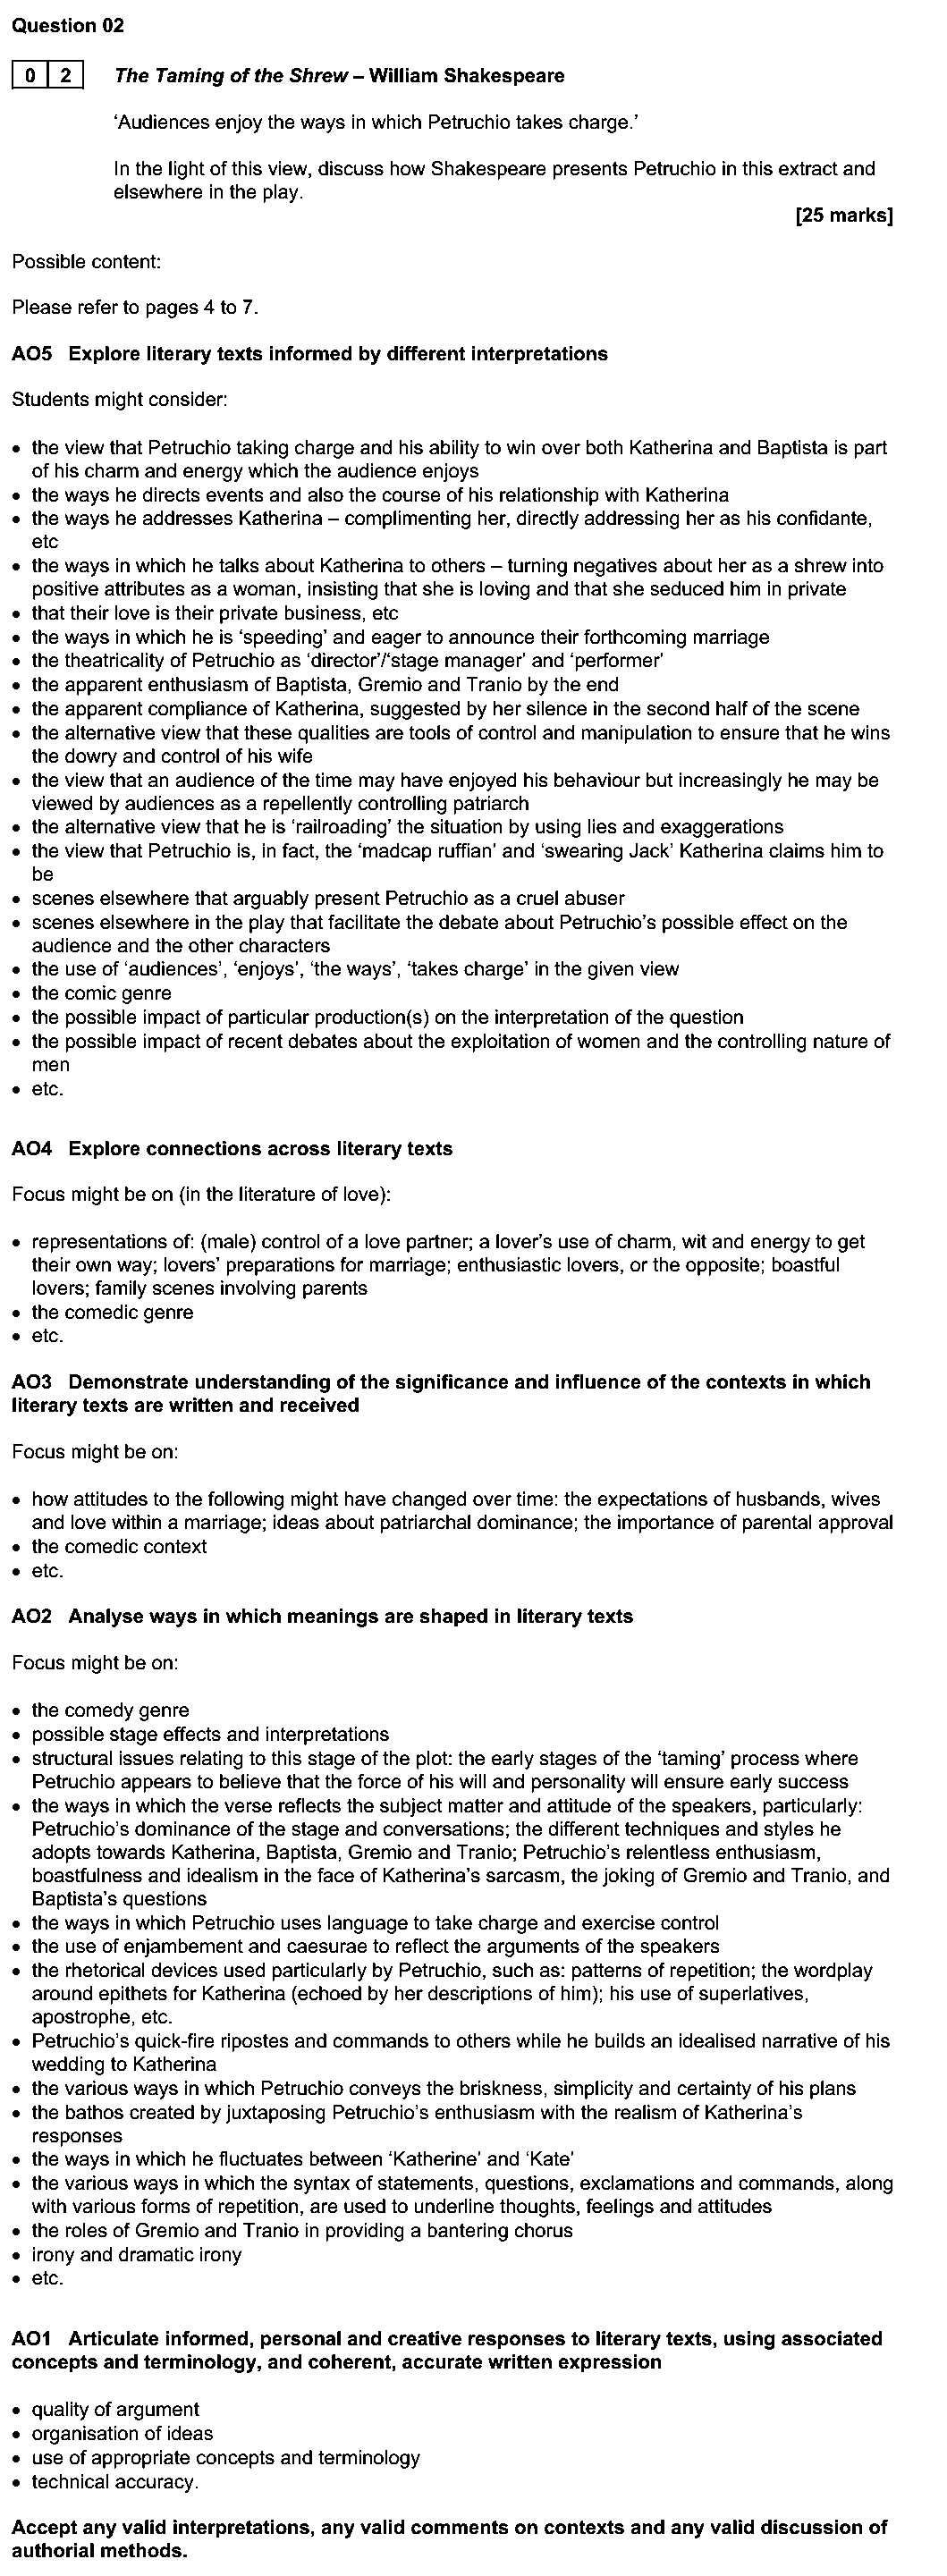 Question 02
0 2 The Taming of the Shrew – William Shakespeare
‘Audiences enjoy the ways in which Petruchio takes charge.’
In the light of this view, discuss how Shakespeare presents Petruchio in this extract and
elsewhere in the play.
[25 marks]
Possible content:
Please refer to pages 4 to 7.
AO5 Explore literary texts informed by different interpretations
Students might consider:
• the view that Petruchio taking charge and his ability to win over both Katherina and Baptista is part
of his charm and energy which the audience enjoys
• the ways he directs events and also the course of his relationship with Katherina
• the ways he addresses Katherina – complimenting her, directly addressing her as his confidante,
etc
• the ways in which he talks about Katherina to others – turning negatives about her as a shrew into
positive attributes as a woman, insisting that she is loving and that she seduced him in private
• that their love is their private business, etc
• the ways in which he is ‘speeding’ and eager to announce their forthcoming marriage
• the theatricality of Petruchio as ‘director’/‘stage manager’ and ‘performer’
• the apparent enthusiasm of Baptista, Gremio and Tranio by the end
• the apparent compliance of Katherina, suggested by her silence in the second half of the scene
• the alternative view that these qualities are tools of control and manipulation to ensure that he wins
the dowry and control of his wife
• the view that an audience of the time may have enjoyed his behaviour but increasingly he may be
viewed by audiences as a repellently controlling patriarch
• the alternative view that he is ‘railroading’ the situation by using lies and exaggerations
• the view that Petruchio is, in fact, the ‘madcap ruffian’ and ‘swearing Jack’ Katherina claims him to
be
• scenes elsewhere that arguably present Petruchio as a cruel abuser
• scenes elsewhere in the play that facilitate the debate about Petruchio’s possible effect on the
audience and the other characters
• the use of ‘audiences’, ‘enjoys’, ‘the ways’, ‘takes charge’ in the given view
• the comic genre
• the possible impact of particular production(s) on the interpretation of the question
• the possible impact of recent debates about the exploitation of women and the controlling nature of
men
• etc.
AO4 Explore connections across literary texts
Focus might be on (in the literature of love):
• representations of: (male) control of a love partner; a lover’s use of charm, wit and energy to get
their own way; lovers’ preparations for marriage; enthusiastic lovers, or the opposite; boastful
lovers; family scenes involving parents
• the comedic genre
• etc.
AO3 Demonstrate understanding of the significance and influence of the contexts in which
literary texts are written and received
Focus might be on:
• how attitudes to the following might have changed over time: the expectations of husbands, wives
and love within a marriage; ideas about patriarchal dominance; the importance of parental approval
• the comedic context
• etc.
AO2 Analyse ways in which meanings are shaped in literary texts
Focus might be on:
• the comedy genre
• possible stage effects and interpretations
• structural issues relating to this stage of the plot: the early stages of the ‘taming’ process where
Petruchio appears to believe that the force of his will and personality will ensure early success
• the ways in which the verse reflects the subject matter and attitude of the speakers, particularly:
Petruchio’s dominance of the stage and conversations; the different techniques and styles he
adopts towards Katherina, Baptista, Gremio and Tranio; Petruchio’s relentless enthusiasm,
boastfulness and idealism in the face of Katherina’s sarcasm, the joking of Gremio and Tranio, and
Baptista’s questions
• the ways in which Petruchio uses language to take charge and exercise control
• the use of enjambement and caesurae to reflect the arguments of the speakers
• the rhetorical devices used particularly by Petruchio, such as: patterns of repetition; the wordplay
around epithets for Katherina (echoed by her descriptions of him); his use of superlatives,
apostrophe, etc.
• Petruchio’s quick-fire ripostes and commands to others while he builds an idealised narrative of his
wedding to Katherina
• the various ways in which Petruchio conveys the briskness, simplicity and certainty of his plans
• the bathos created by juxtaposing Petruchio’s enthusiasm with the realism of Katherina’s
responses
• the ways in which he fluctuates between ‘Katherine’ and ‘Kate’
• the various ways in which the syntax of statements, questions, exclamations and commands, along
with various forms of repetition, are used to underline thoughts, feelings and attitudes
• the roles of Gremio and Tranio in providing a bantering chorus
• irony and dramatic irony
• etc.
AO1 Articulate informed, personal and creative responses to literary texts, using associated
concepts and terminology, and coherent, accurate written expression
• quality of argument
• organisation of ideas
• use of appropriate concepts and terminology
• technical accuracy.
Accept any valid interpretations, any valid comments on contexts and any valid discussion of
authorial methods.